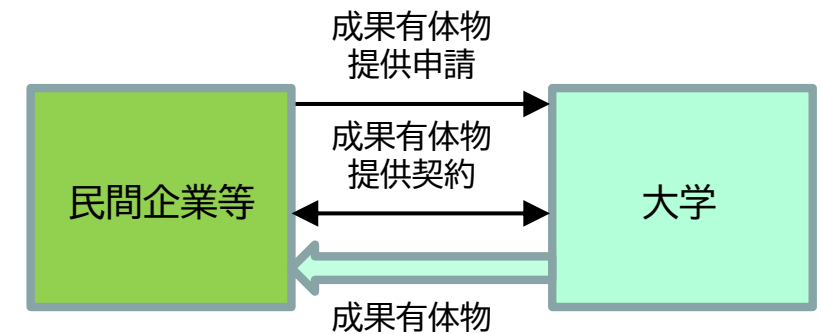 成果有体物
提供申請
成果有体物
提供契約
民間企業等
大学
成果有体物